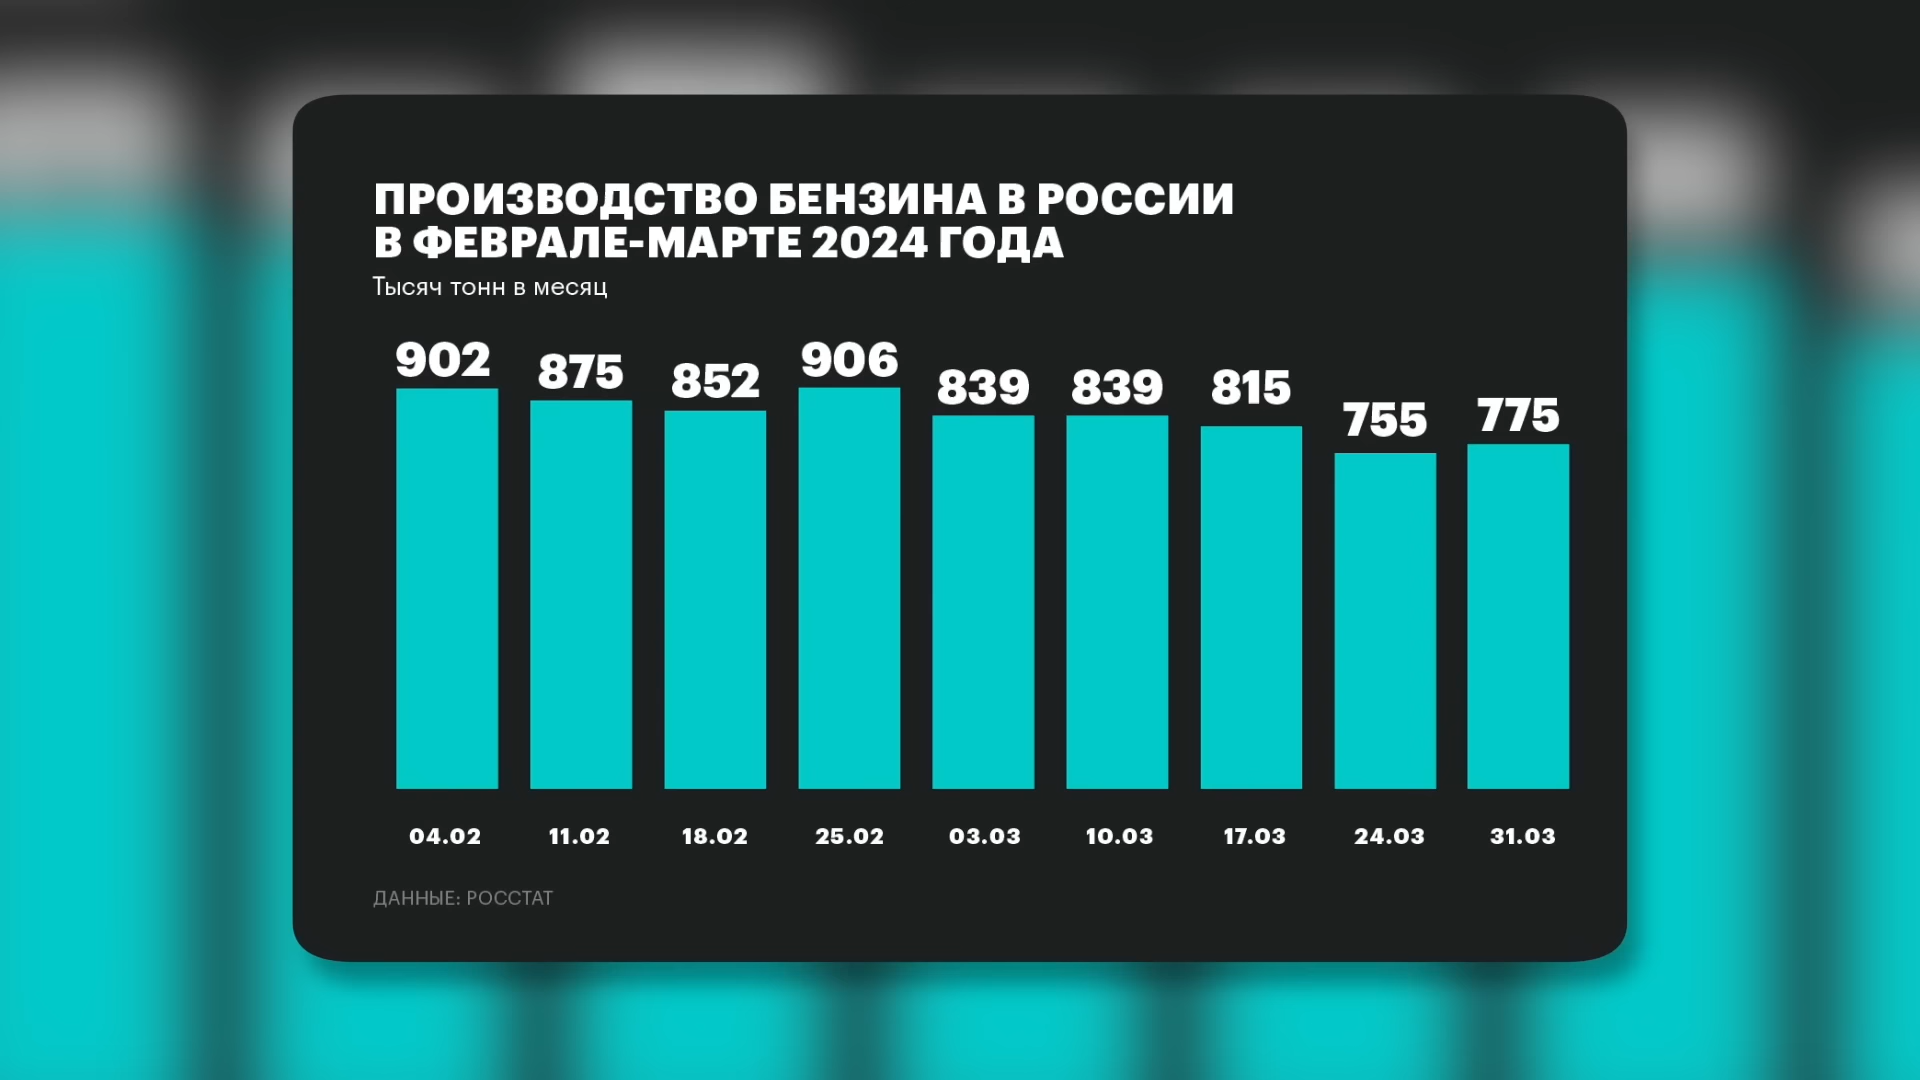 ПРОИЗВОДСТВО БЕНЗИНА В РОССИИ
В ФЕВРАЛЕ-МАРТЕ 2024 ГОДА
Тысяч тонн в месяц
902 875 852 906 839 839 815 755 775
04.02 11.02 18.02 25.02 03.03 10.03 17.03 24.03 31.03
ДАННЫЕ: РОССТАТ